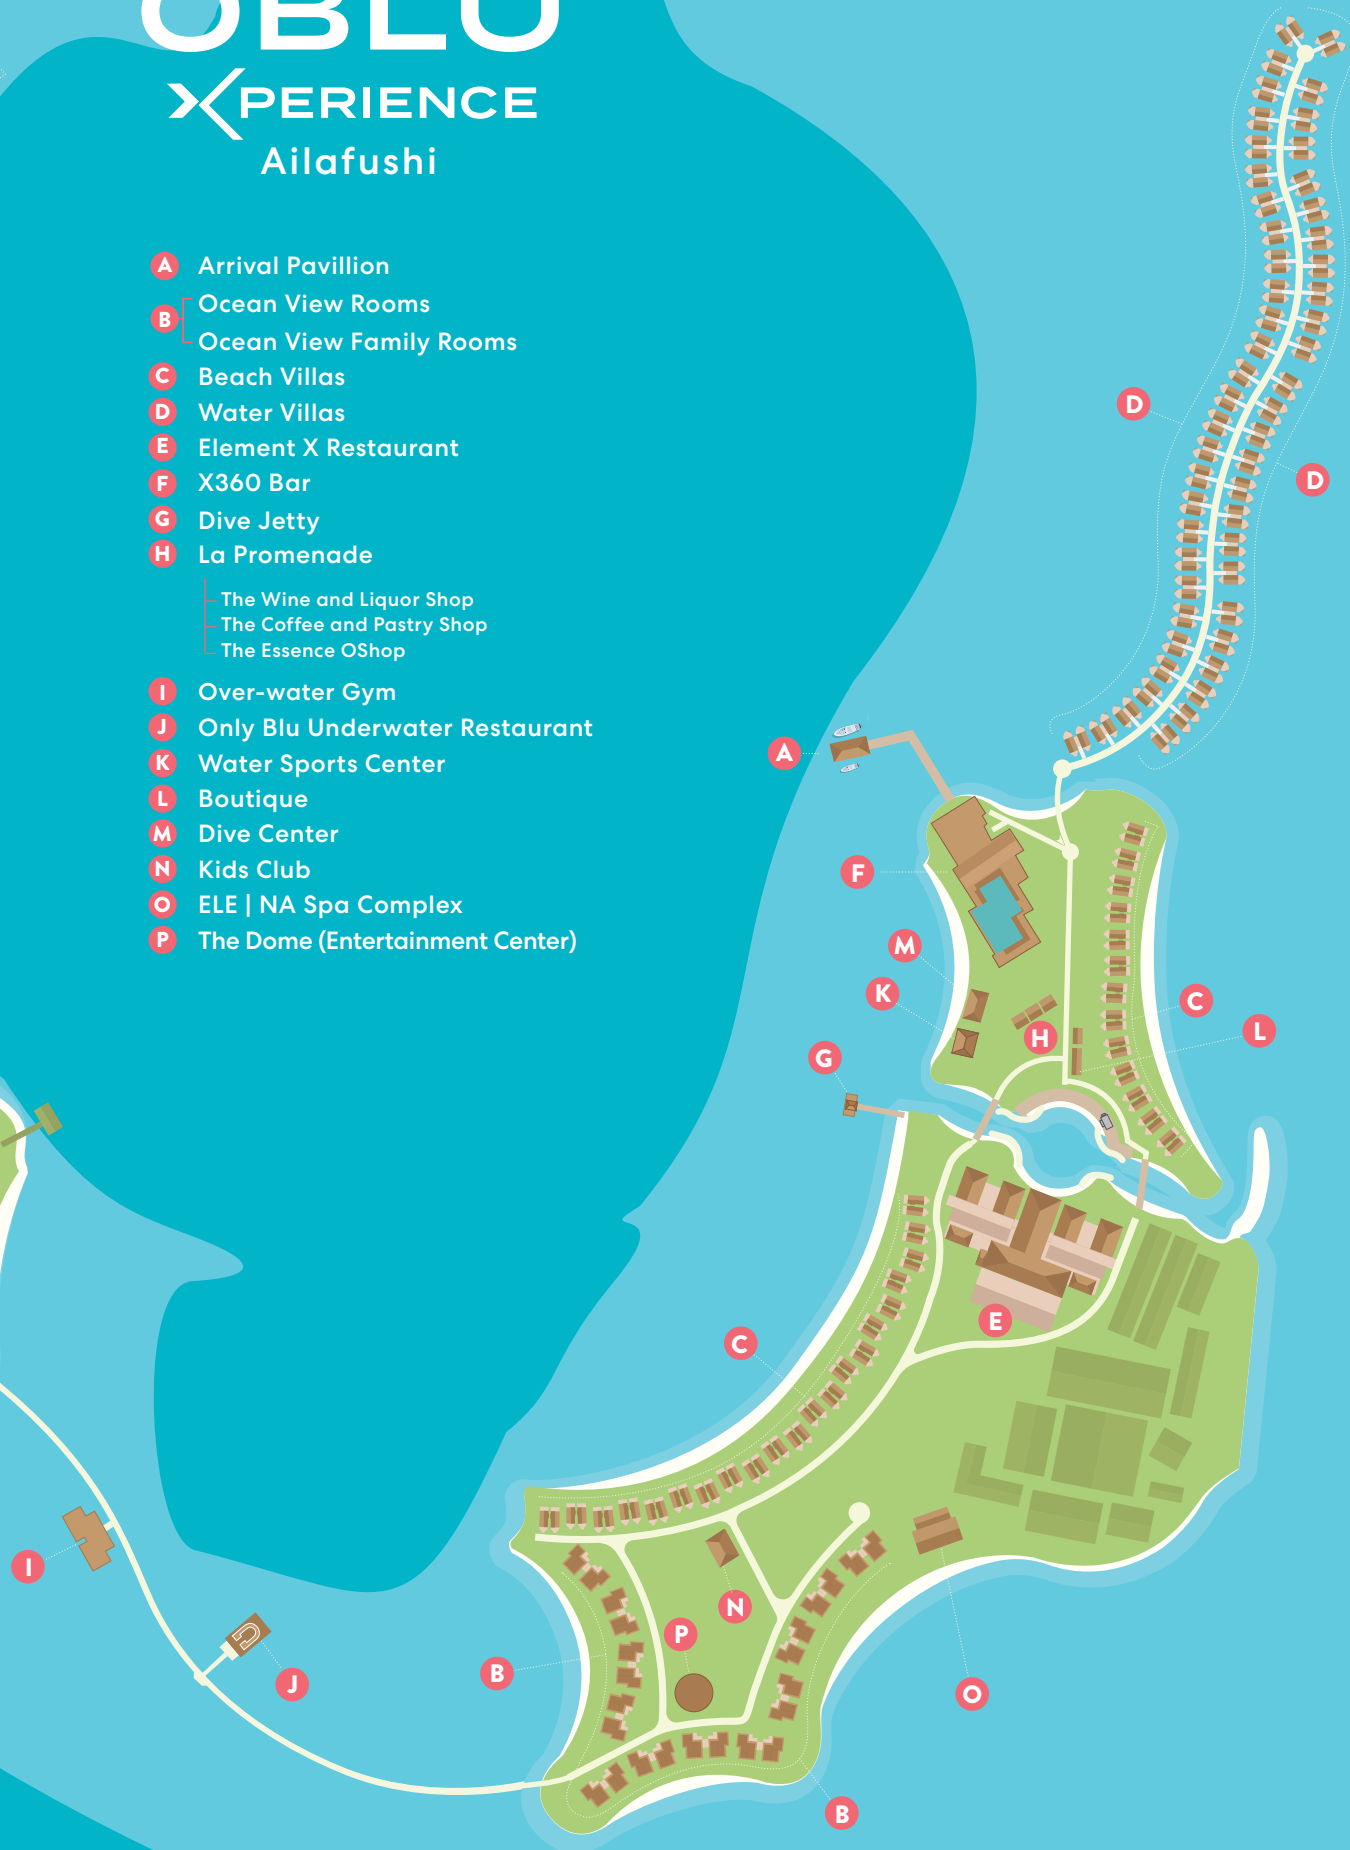 OBLU
XPERIENCE
Ailafushi
A Arrival Pavillion
B Ocean View Rooms
Ocean View Family Rooms
C Beach Villas
D Water Villas
E Element X Restaurant
F X360 Bar
G Dive Jetty
H La Promenade
The Wine and Liquor Shop
The Coffee and Pastry Shop
The Essence OShop
I Over-water Gym
J Only Blu Underwater Restaurant
K Water Sports Center
L Boutique
M Dive Center
N Kids Club
O ELE | NA Spa Complex
P The Dome (Entertainment Center)
D
D
A
F
M
K
C
H
L
G
E
C
I
N
P
J
B
O
B